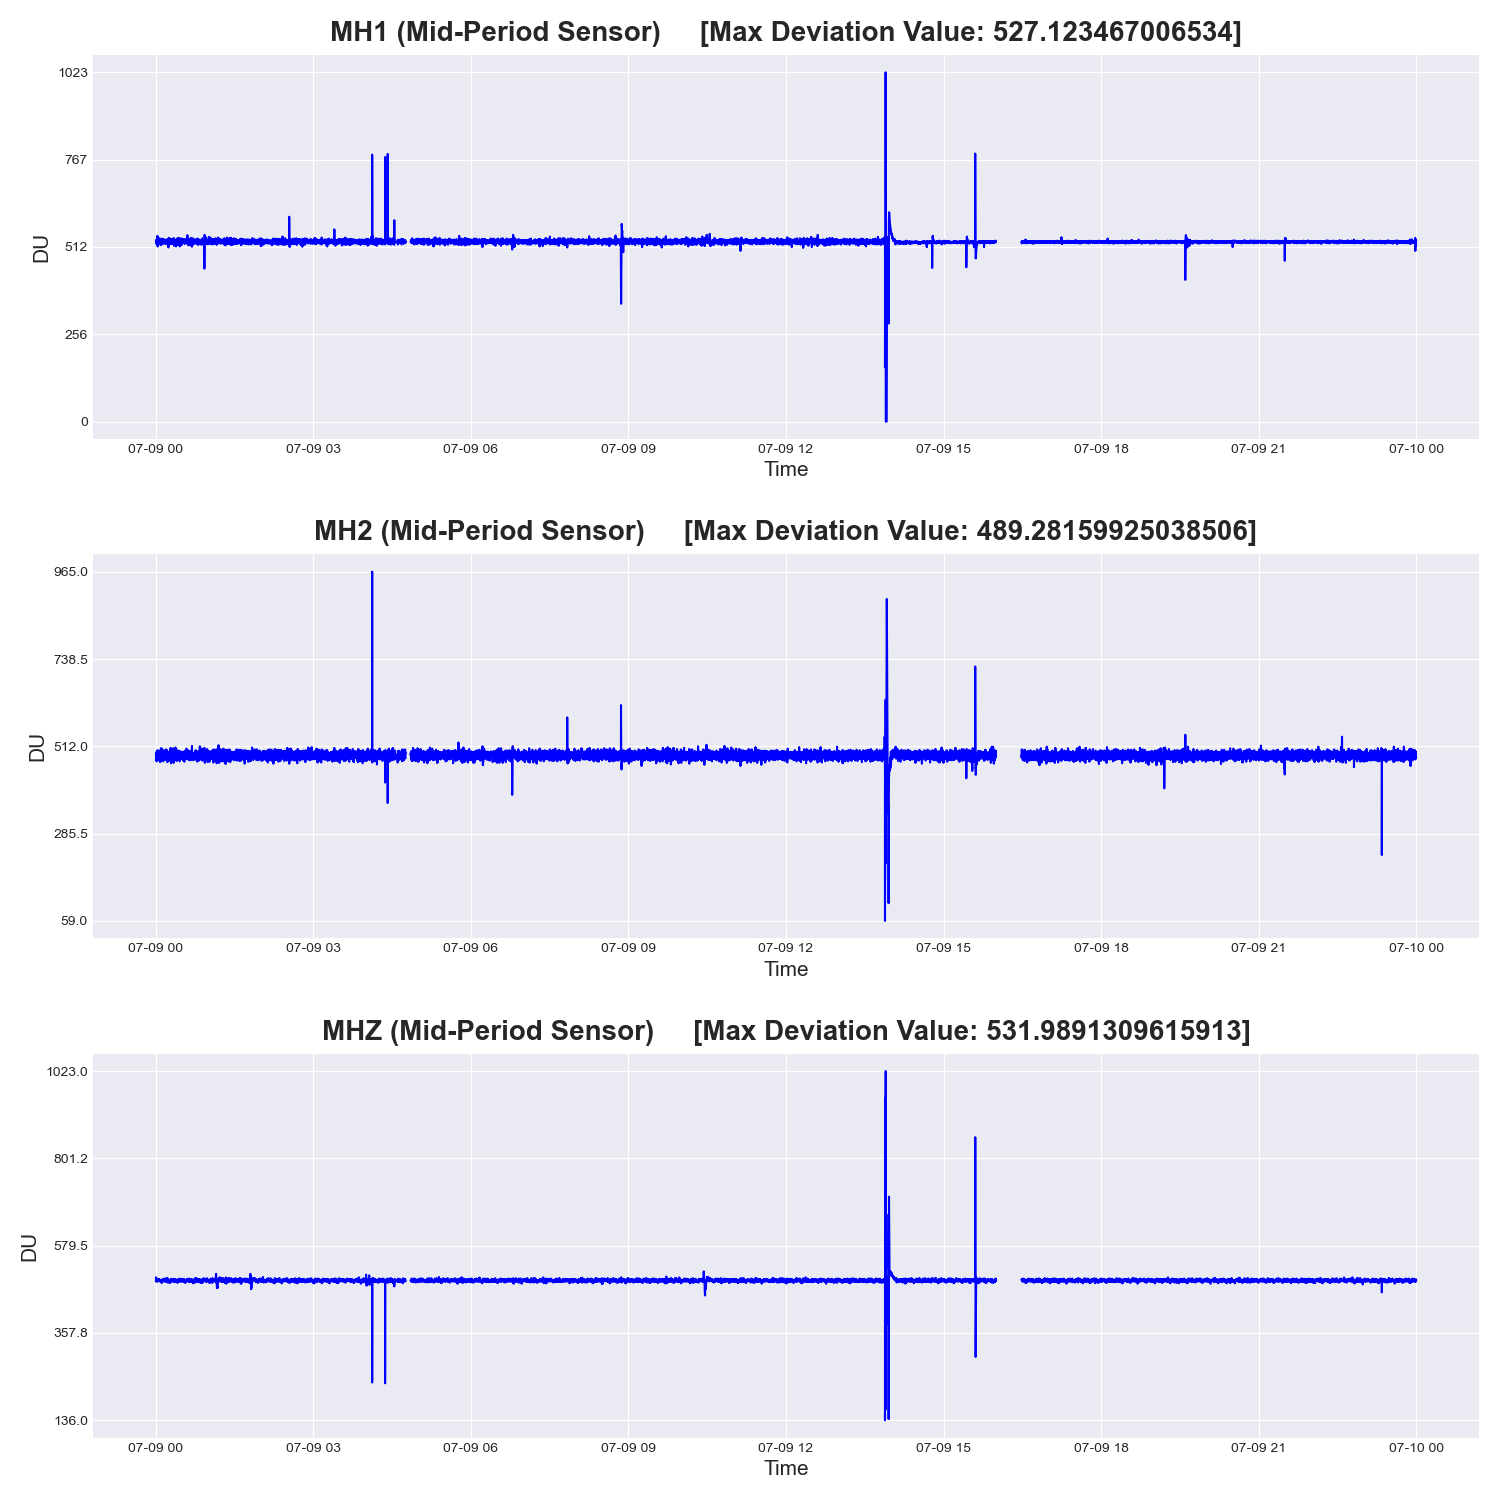 MH1 (Mid-Period Sensor) [Max Deviation Value: 527.123467006534]
1023
767
512
256
0
DU
07-09 00 07-09 03 07-09 06 07-09 09 07-09 12 07-09 15 07-09 18 07-09 21 07-10 00
Time
MH2 (Mid-Period Sensor) [Max Deviation Value: 489.28159925038506]
965.0
738.5
512.0
285.5
59.0
DU
07-09 00 07-09 03 07-09 06 07-09 09 07-09 12 07-09 15 07-09 18 07-09 21 07-10 00
Time
MHZ (Mid-Period Sensor) [Max Deviation Value: 531.9891309615913]
1023.0
801.2
579.5
357.8
136.0
DU
07-09 00 07-09 03 07-09 06 07-09 09 07-09 12 07-09 15 07-09 18 07-09 21 07-10 00
Time